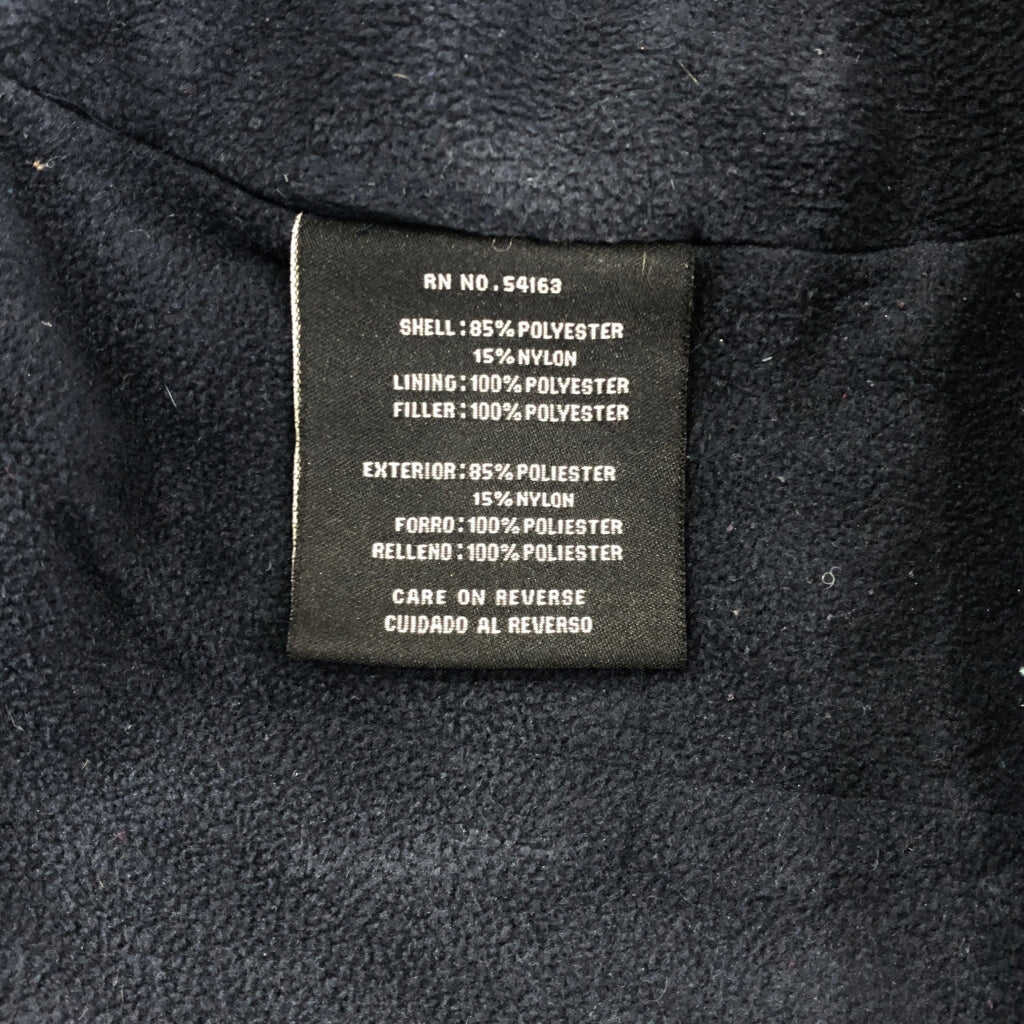 RN NO.54163
SHELL:85%POLYESTER
15%NYLON
LINING:100%POLYESTER
FILLER:100%POLYESTER
EXTERIOR:85%POLIESTER
15%NYLON
FORRO:100%POLIESTER
RELLENO:100%POLIESTER
CARE ON REVERSE
CUIDADO AL REVERSO